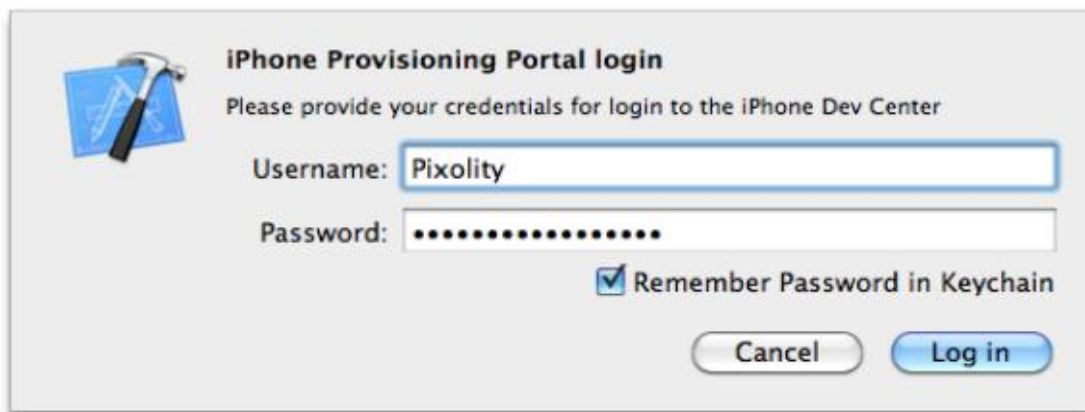 iPhone Provisioning Portal login
Please provide your credentials for login to the iPhone Dev Center
Username: Pixolity
Password: •••••••••••••••••
Remember Password in Keychain
Cancel Log in